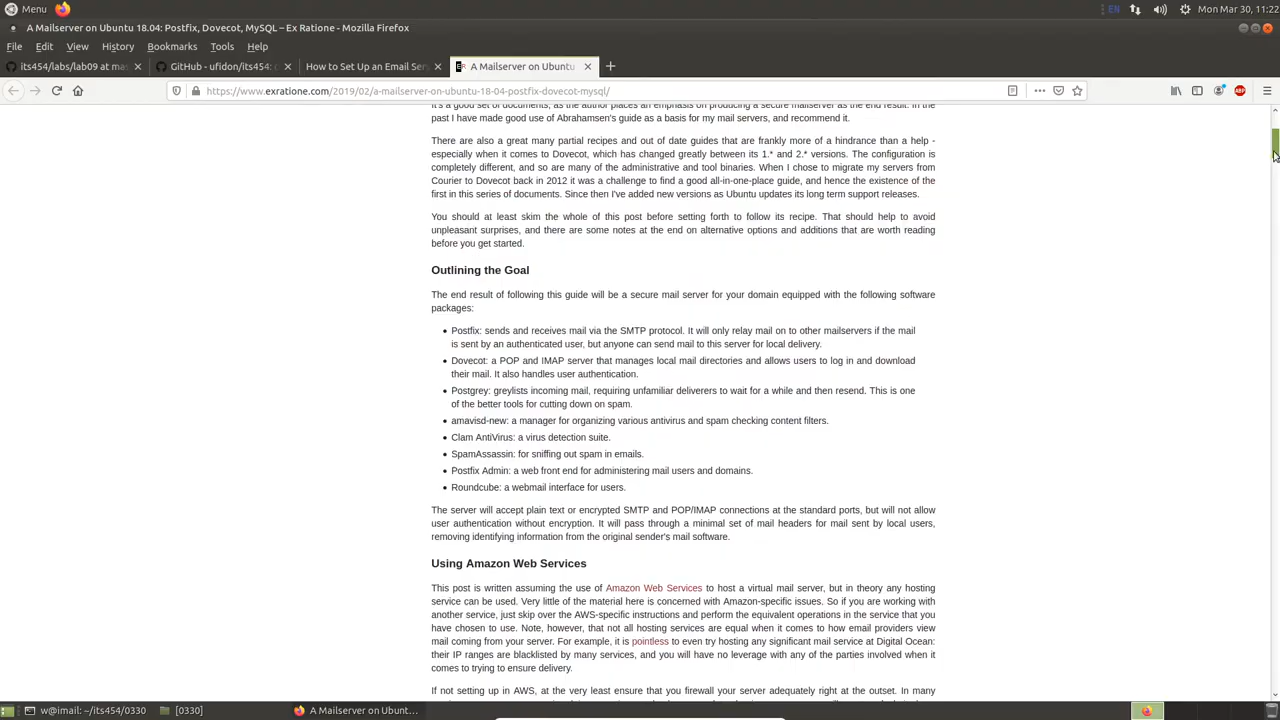 Menu
EN
Mon Mar 30, 11:22
A Mailserver on Ubuntu 18.04: Postfix, Dovecot, MySQL – Ex Ratione - Mozilla Firefox
File Edit View History Bookmarks Tools Help
its454/labs/lab09 at mas
GitHub - ufidon/its454: c
How to Set Up an Email Serv
ER A Mailserver on Ubuntu
https://www.exratione.com/2019/02/a-mailserver-on-ubuntu-18-04-postfix-dovecot-mysql/
ABP
It's a good set of documents, as the author places an emphasis on producing a secure mailserver as the end result. In the
past I have made good use of Abrahamsen's guide as a basis for my mail servers, and recommend it.
There are also a great many partial recipes and out of date guides that are frankly more of a hindrance than a help -
especially when it comes to Dovecot, which has changed greatly between its 1.* and 2.* versions. The configuration is
completely different, and so are many of the administrative and tool binaries. When I chose to migrate my servers from
Courier to Dovecot back in 2012 it was a challenge to find a good all-in-one-place guide, and hence the existence of the
first in this series of documents. Since then I've added new versions as Ubuntu updates its long term support releases.
You should at least skim the whole of this post before setting forth to follow its recipe. That should help to avoid
unpleasant surprises, and there are some notes at the end on alternative options and additions that are worth reading
before you get started.
Outlining the Goal
The end result of following this guide will be a secure mail server for your domain equipped with the following software
packages:
• Postfix: sends and receives mail via the SMTP protocol. It will only relay mail on to other mailservers if the mail
is sent by an authenticated user, but anyone can send mail to this server for local delivery.
• Dovecot: a POP and IMAP server that manages local mail directories and allows users to log in and download
their mail. It also handles user authentication.
• Postgrey: greylists incoming mail, requiring unfamiliar deliverers to wait for a while and then resend. This is one
of the better tools for cutting down on spam.
• amavisd-new: a manager for organizing various antivirus and spam checking content filters.
• Clam AntiVirus: a virus detection suite.
• SpamAssassin: for sniffing out spam in emails.
• Postfix Admin: a web front end for administering mail users and domains.
• Roundcube: a webmail interface for users.
The server will accept plain text or encrypted SMTP and POP/IMAP connections at the standard ports, but will not allow
user authentication without encryption. It will pass through a minimal set of mail headers for mail sent by local users,
removing identifying information from the original sender's mail software.
Using Amazon Web Services
This post is written assuming the use of Amazon Web Services to host a virtual mail server, but in theory any hosting
service can be used. Very little of the material here is concerned with Amazon-specific issues. So if you are working with
another service, just skip over the AWS-specific instructions and perform the equivalent operations in the service that you
have chosen to use. Note, however, that not all hosting services are equal when it comes to how email providers view
mail coming from your server. For example, it is pointless to even try hosting any significant mail service at Digital Ocean:
their IP ranges are blacklisted by many services, and you will have no leverage with any of the parties involved when it
comes to trying to ensure delivery.
If not setting up in AWS, at the very least ensure that you firewall your server adequately right at the outset. In many
w@imail: ~/its454/0330
[0330]
A Mailserver on Ubunt...